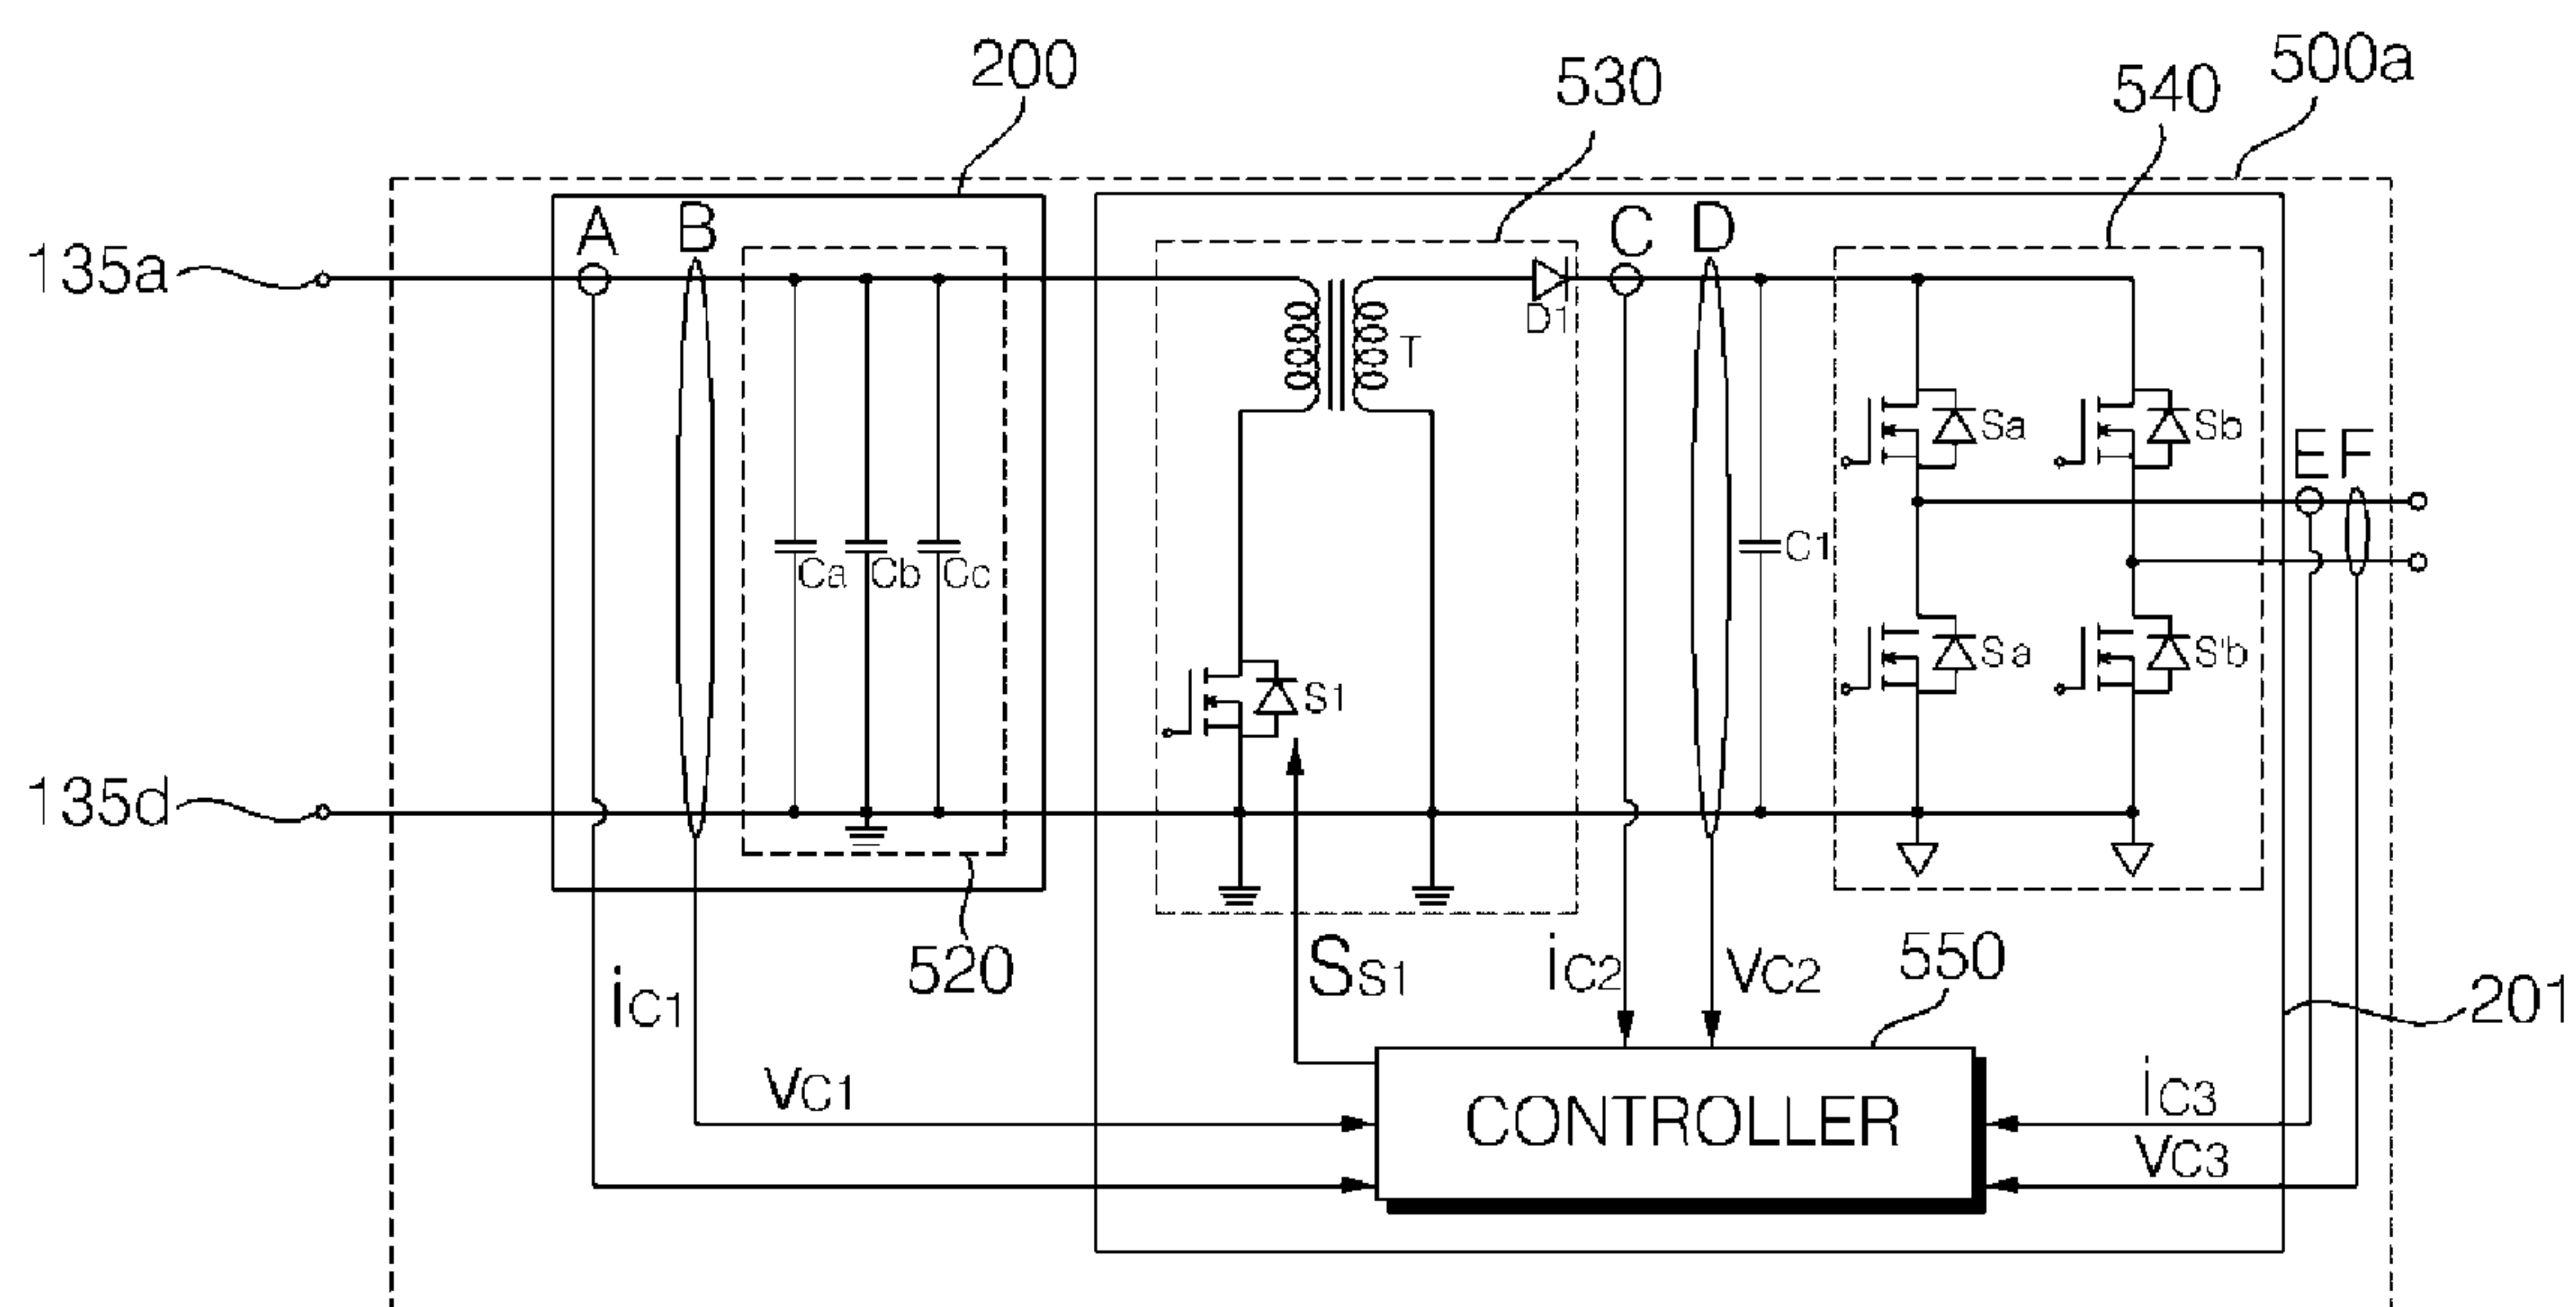 200
530
540
500a
A
B
C
D
135a
D1
T
Sa
Sb
EF
Ca
Cb
Cc
C1
S1
Sa
S'b
135d
520
iC1
SS1
iC2
VC2
550
201
VC1
CONTROLLER
iC3
VC3